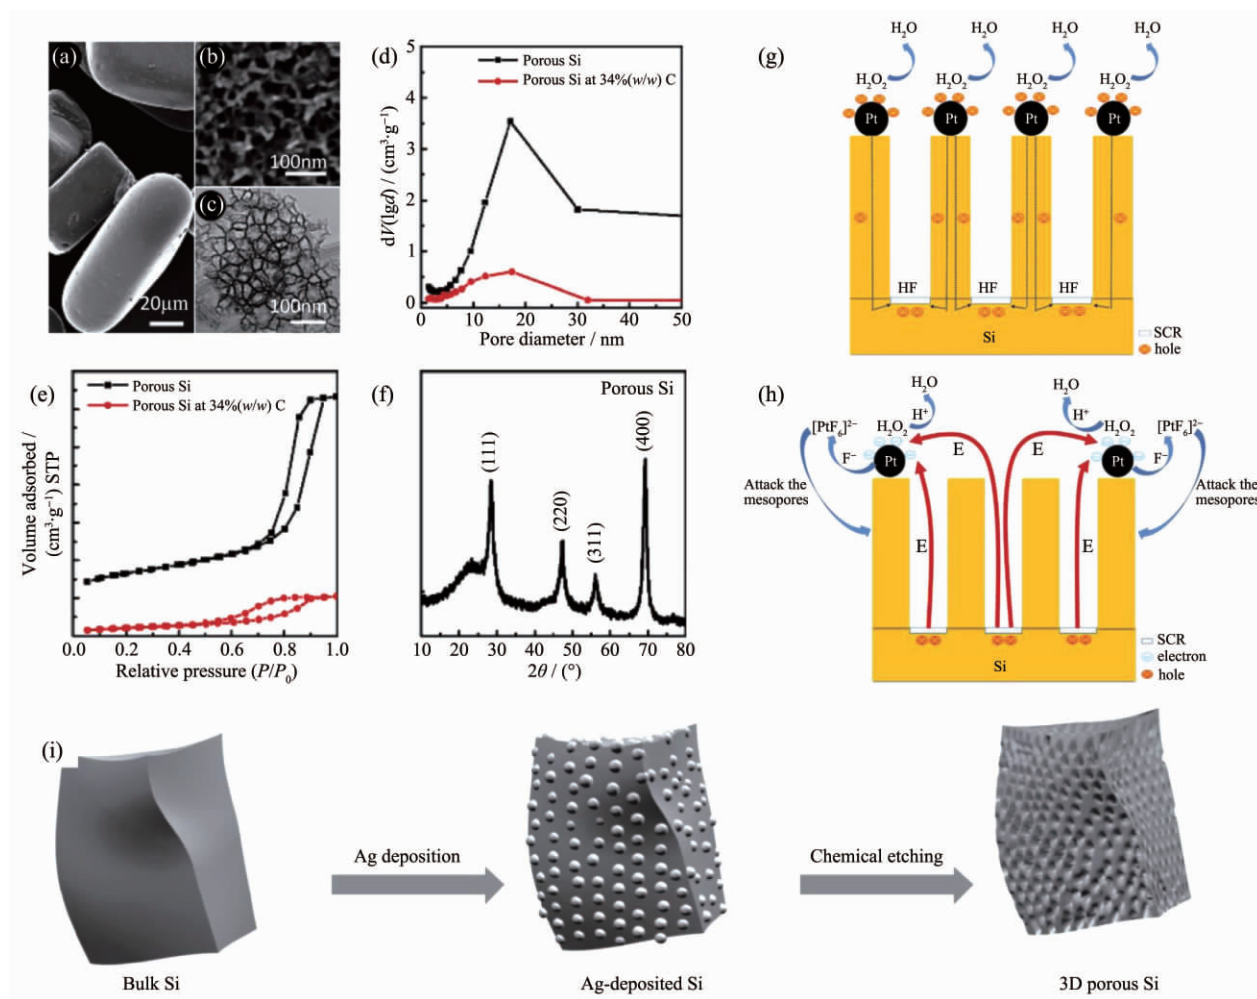 (a)
20μm
(b)
100nm
(c)
100nm
(d)
Porous Si
Porous Si at 34%(w/w) C
dV(lgd) / (cm³·g⁻¹)
5
4
3
2
1
0
0
10
20
30
40
50
Pore diameter / nm
(e)
Porous Si
Porous Si at 34%(w/w) C
Volume adsorbed /
(cm³·g⁻¹) STP
0
0.2
0.4
0.6
0.8
1.0
Relative pressure (P/P₀)
(f)
Porous Si
(111)
(220)
(311)
(400)
10
20
30
40
50
60
70
80
2θ / (°)
(g)
H₂O
H₂O
H₂O
H₂O
H₂O₂
H₂O₂
H₂O₂
H₂O₂
Pt
Pt
Pt
Pt
HF
HF
HF
Si
SCR
hole
(h)
H₂O
H₂O
H⁺
H⁺
[PtF₆]²⁻
H₂O₂
H₂O₂
[PtF₆]²⁻
F⁻
Pt
E
E
Pt
F⁻
Attack the
mesopores
Attack the
mesopores
E
E
Si
SCR
electron
hole
(i)
Ag deposition
Chemical etching
Bulk Si
Ag-deposited Si
3D porous Si